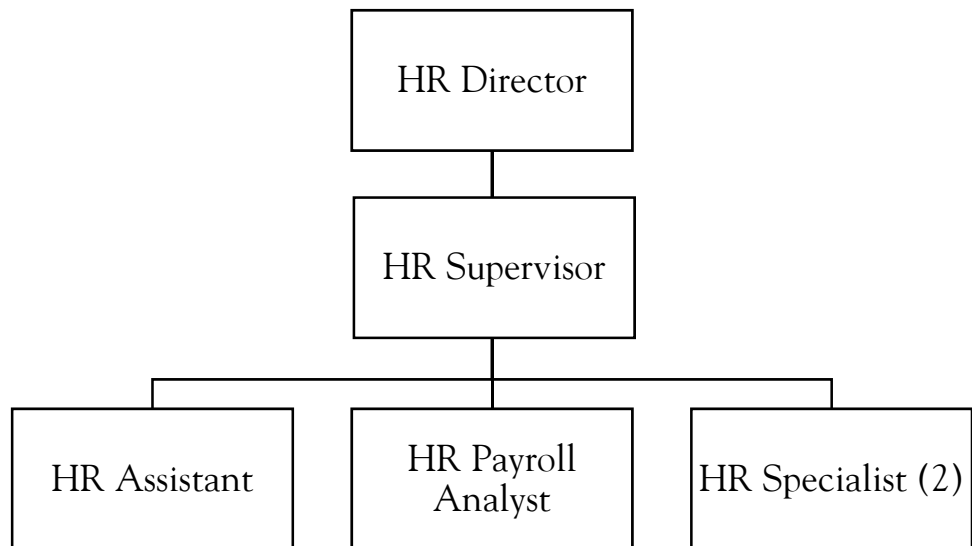 HR Director
HR Supervisor
HR Assistant
HR Payroll
Analyst
HR Specialist (2)